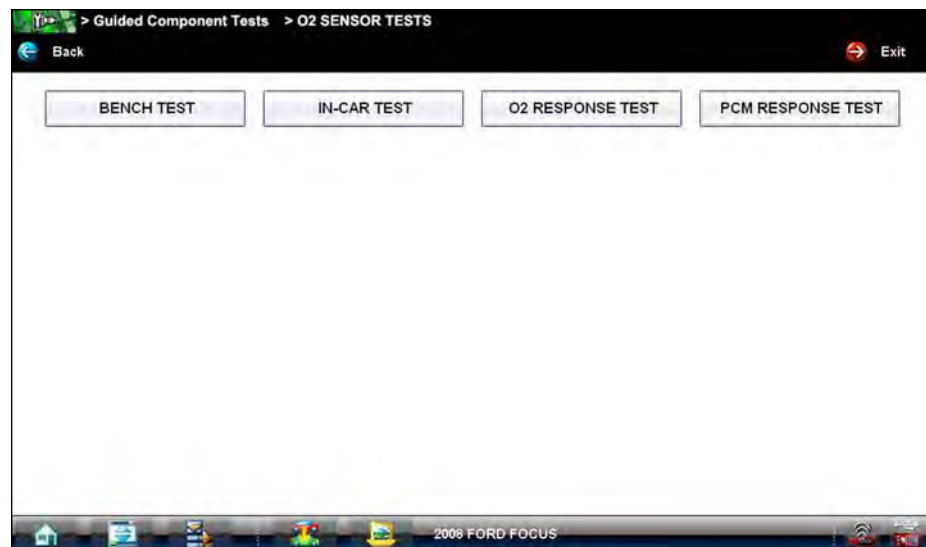 > Guided Component Tests > O2 SENSOR TESTS
Back Exit
BENCH TEST IN-CAR TEST O2 RESPONSE TEST PCM RESPONSE TEST
2008 FORD FOCUS